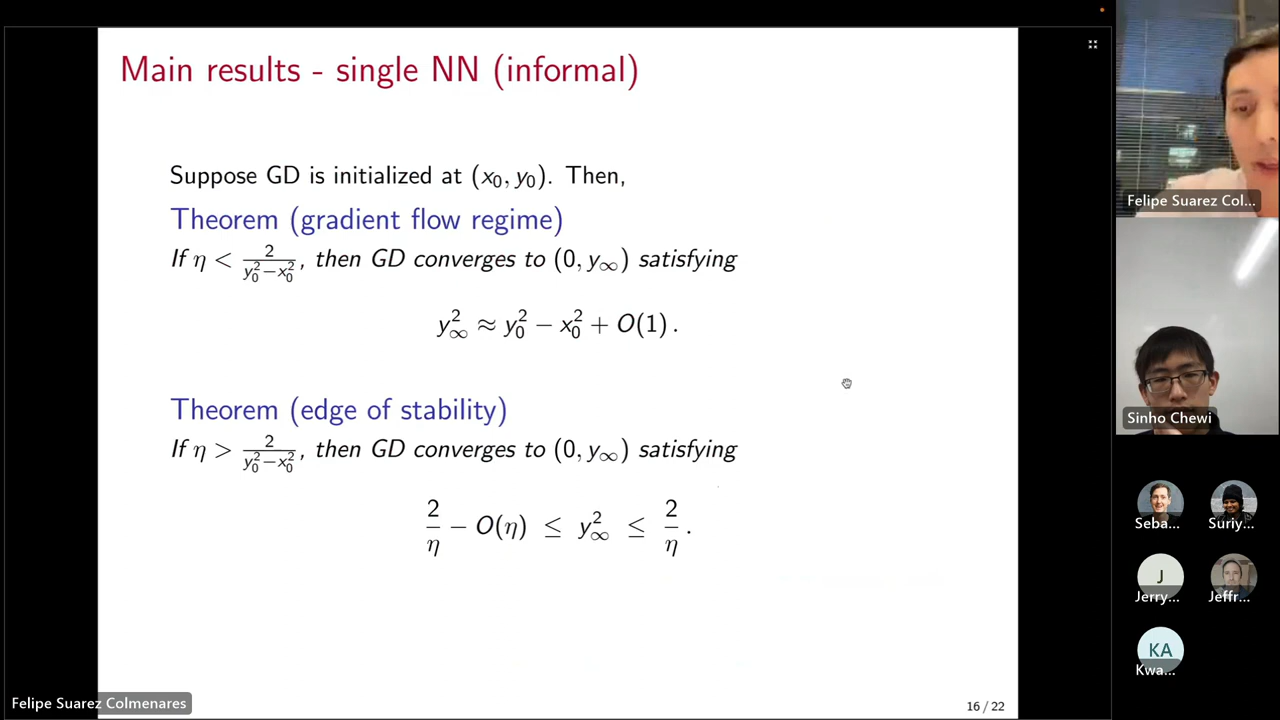 Main results - single NN (informal)
Suppose GD is initialized at (x₀, y₀). Then,
Theorem (gradient flow regime)
If η < 2/(y₀² − x₀²), then GD converges to (0, y∞) satisfying
y∞² ≈ y₀² − x₀² + O(1).
Theorem (edge of stability)
If η > 2/(y₀² − x₀²), then GD converges to (0, y∞) satisfying
2/η − O(η) ≤ y∞² ≤ 2/η.
16 / 22
Felipe Suarez Colmenares
Felipe Suarez Col...
Sinho Chewi
Seba...
Suriy...
J
Jerry...
Jeffr...
KA
Kwa...